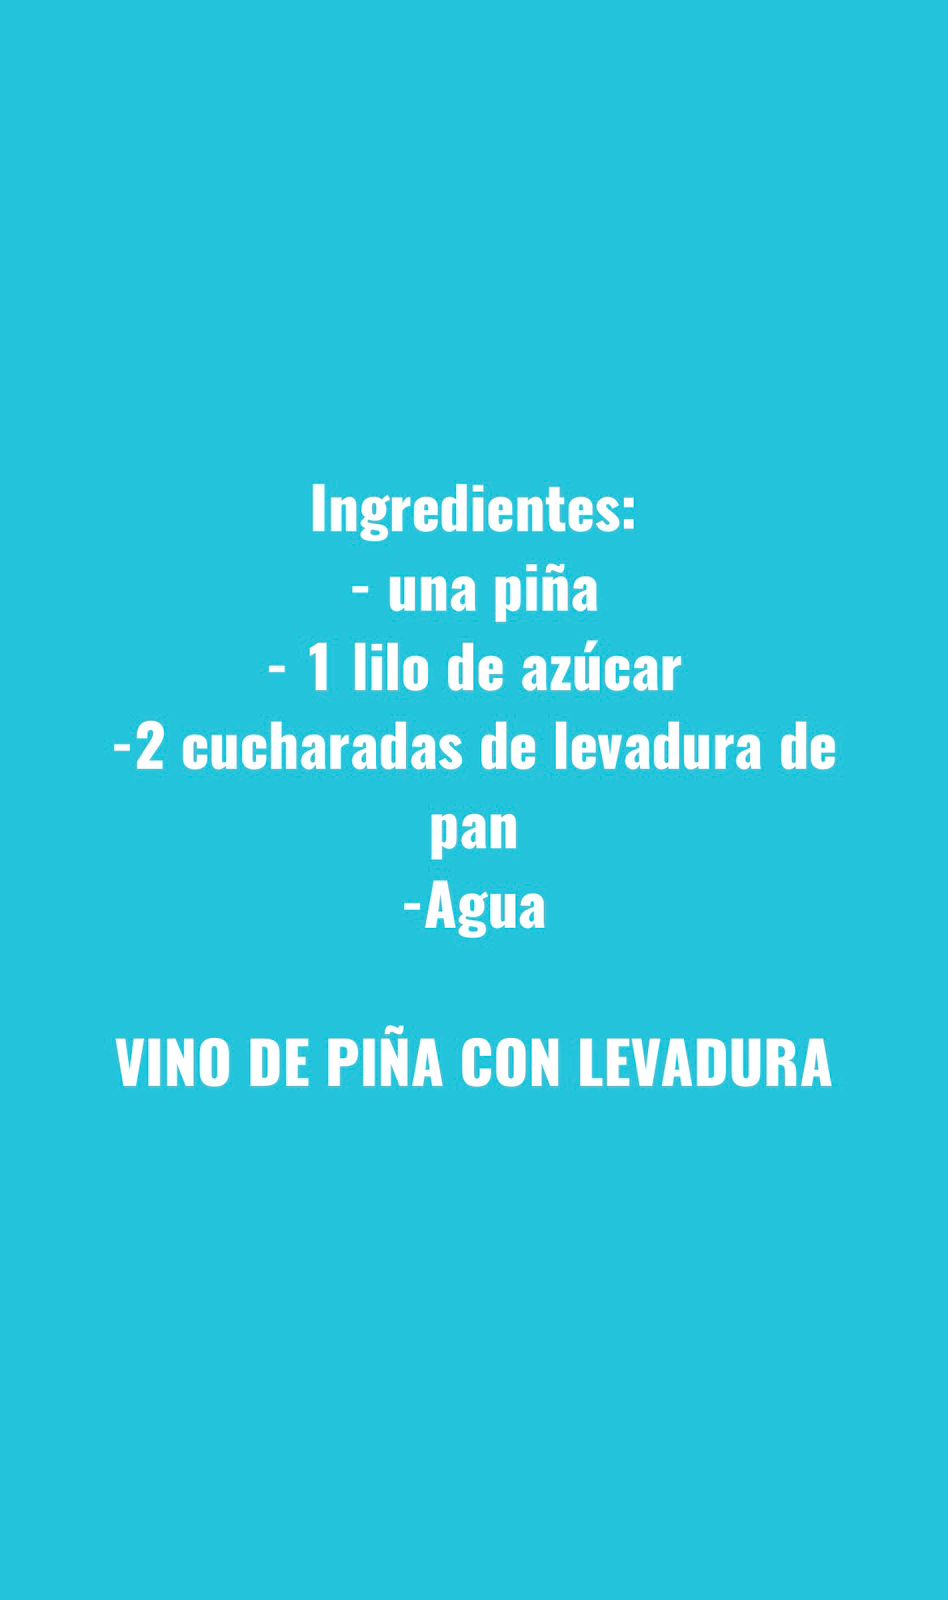 Ingredientes:
- una piña
- 1 lilo de azúcar
-2 cucharadas de levadura de
pan
-Agua
VINO DE PIÑA CON LEVADURA